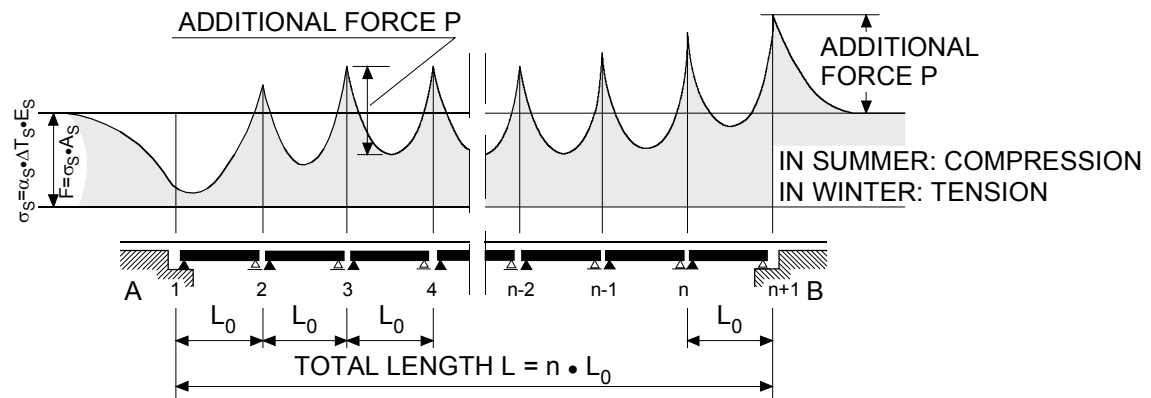 ADDITIONAL FORCE P
ADDITIONAL
FORCE P
σS=αS•ΔTS•ES
F=σS•AS
IN SUMMER: COMPRESSION
IN WINTER: TENSION
A 1 2 3 4 n-2 n-1 n n+1 B
L0 L0 L0 L0
TOTAL LENGTH L = n • L0